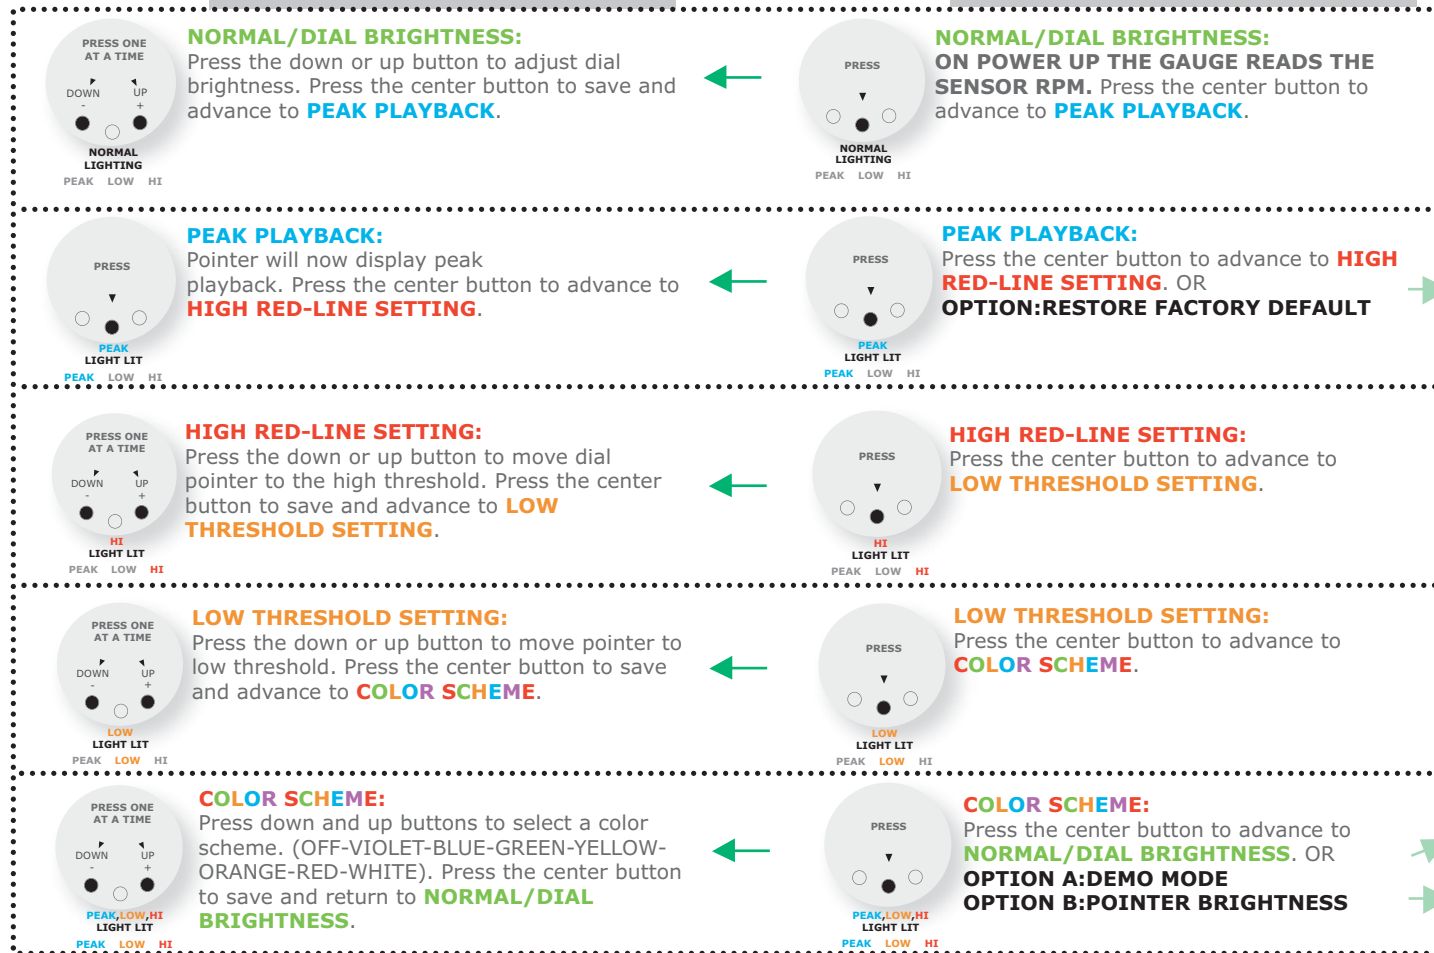 PRESS ONE
AT A TIME
DOWN UP
- +
NORMAL
LIGHTING
PEAK LOW HI
NORMAL/DIAL BRIGHTNESS:
Press the down or up button to adjust dial
brightness. Press the center button to save and
advance to PEAK PLAYBACK.
PRESS
NORMAL
LIGHTING
PEAK LOW HI
NORMAL/DIAL BRIGHTNESS:
ON POWER UP THE GAUGE READS THE
SENSOR RPM. Press the center button to
advance to PEAK PLAYBACK.
PRESS
PEAK
LIGHT LIT
PEAK LOW HI
PEAK PLAYBACK:
Pointer will now display peak
playback. Press the center button to advance to
HIGH RED-LINE SETTING.
PRESS
PEAK
LIGHT LIT
PEAK LOW HI
PEAK PLAYBACK:
Press the center button to advance to HIGH
RED-LINE SETTING. OR
OPTION:RESTORE FACTORY DEFAULT
PRESS ONE
AT A TIME
DOWN UP
- +
HI
LIGHT LIT
PEAK LOW HI
HIGH RED-LINE SETTING:
Press the down or up button to move dial
pointer to the high threshold. Press the center
button to save and advance to LOW
THRESHOLD SETTING.
PRESS
HI
LIGHT LIT
PEAK LOW HI
HIGH RED-LINE SETTING:
Press the center button to advance to
LOW THRESHOLD SETTING.
PRESS ONE
AT A TIME
DOWN UP
- +
LOW
LIGHT LIT
PEAK LOW HI
LOW THRESHOLD SETTING:
Press the down or up button to move pointer to
low threshold. Press the center button to save
and advance to COLOR SCHEME.
PRESS
LOW
LIGHT LIT
PEAK LOW HI
LOW THRESHOLD SETTING:
Press the center button to advance to
COLOR SCHEME.
PRESS ONE
AT A TIME
DOWN UP
- +
PEAK,LOW,HI
LIGHT LIT
PEAK LOW HI
COLOR SCHEME:
Press down and up buttons to select a color
scheme. (OFF-VIOLET-BLUE-GREEN-YELLOW-
ORANGE-RED-WHITE). Press the center button
to save and return to NORMAL/DIAL
BRIGHTNESS.
PRESS
PEAK,LOW,HI
LIGHT LIT
PEAK LOW HI
COLOR SCHEME:
Press the center button to advance to
NORMAL/DIAL BRIGHTNESS. OR
OPTION A:DEMO MODE
OPTION B:POINTER BRIGHTNESS